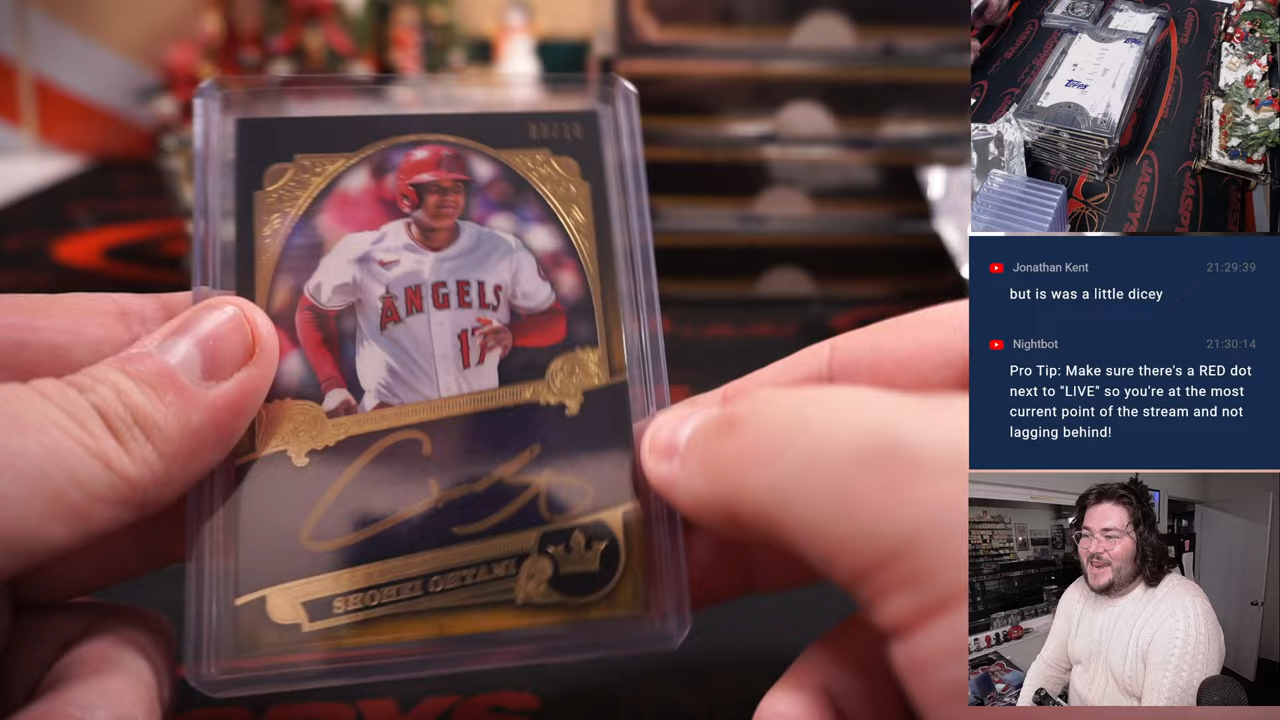 ANGELS
17
SHOHEI OHTANI
topps
JASPYS
Jonathan Kent
21:29:39
but is was a little dicey
Nightbot
21:30:14
Pro Tip: Make sure there's a RED dot
next to "LIVE" so you're at the most
current point of the stream and not
lagging behind!